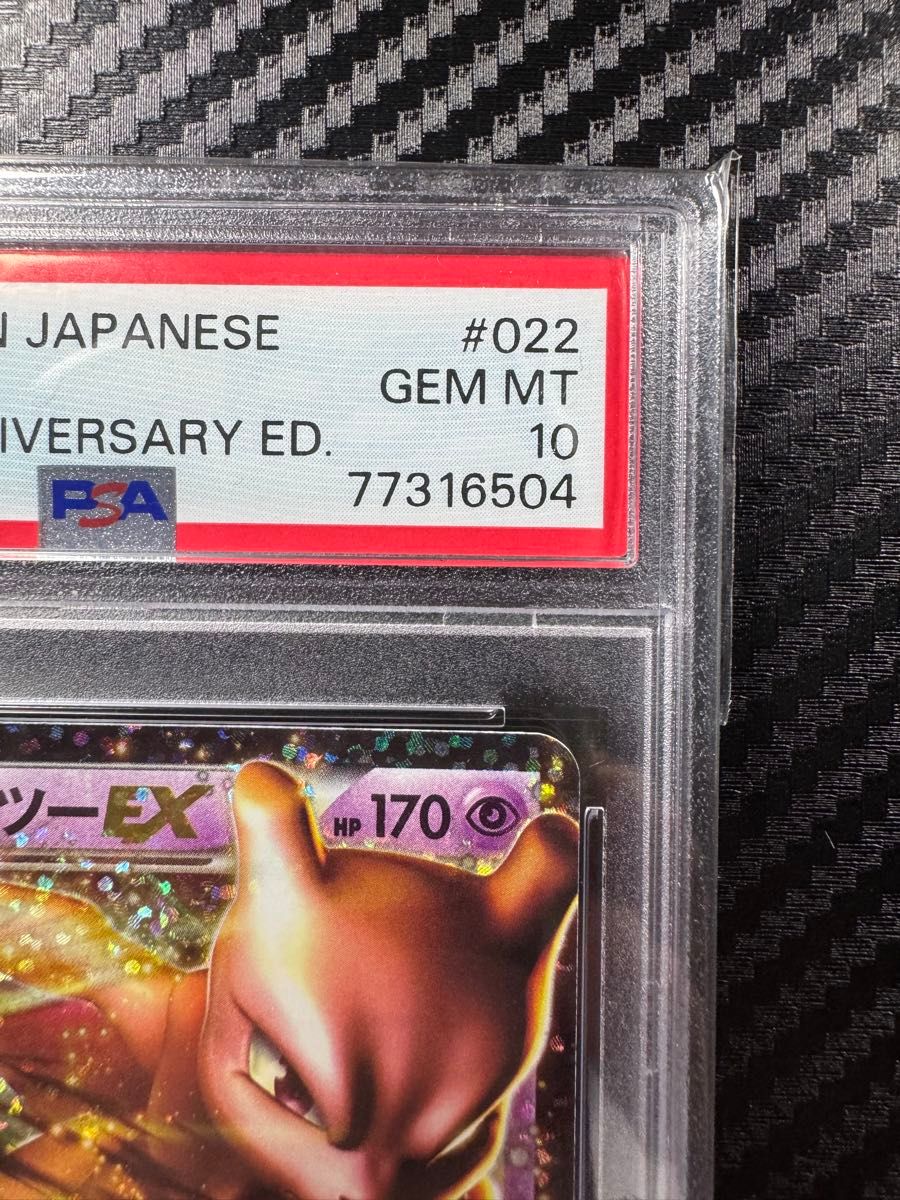 N JAPANESE #022
GEM MT
IVERSARY ED. 10
PSA 77316504
ツーEX HP 170